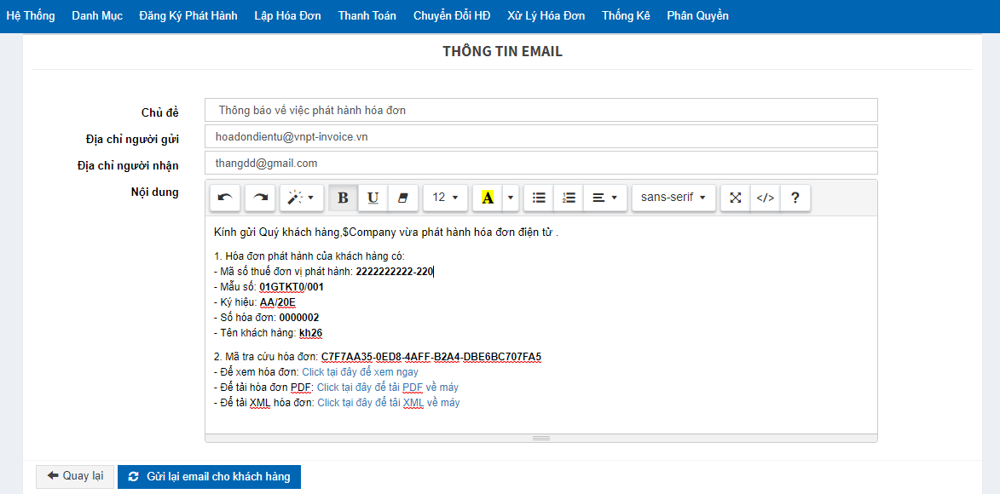 Hệ Thống Danh Mục Đăng Ký Phát Hành Lập Hóa Đơn Thanh Toán Chuyển Đổi HĐ Xử Lý Hóa Đơn Thống Kê Phân Quyền
THÔNG TIN EMAIL
Chủ đề Thông báo về việc phát hành hóa đơn
Địa chỉ người gửi hoadondientu@vnpt-invoice.vn
Địa chỉ người nhận thangdd@gmail.com
Nội dung
B U 12 A sans-serif </> ?
Kính gửi Quý khách hàng,$Company vừa phát hành hóa đơn điện tử .
1. Hóa đơn phát hành của khách hàng có:
- Mã số thuế đơn vị phát hành: 2222222222-220
- Mẫu số: 01GTKT0/001
- Ký hiệu: AA/20E
- Số hóa đơn: 0000002
- Tên khách hàng: kh26
2. Mã tra cứu hóa đơn: C7F7AA35-0ED8-4AFF-B2A4-DBE6BC707FA5
- Để xem hóa đơn: Click tại đây để xem ngay
- Để tải hóa đơn PDF: Click tại đây để tải PDF về máy
- Để tải XML hóa đơn: Click tại đây để tải XML về máy
Quay lại Gửi lại email cho khách hàng